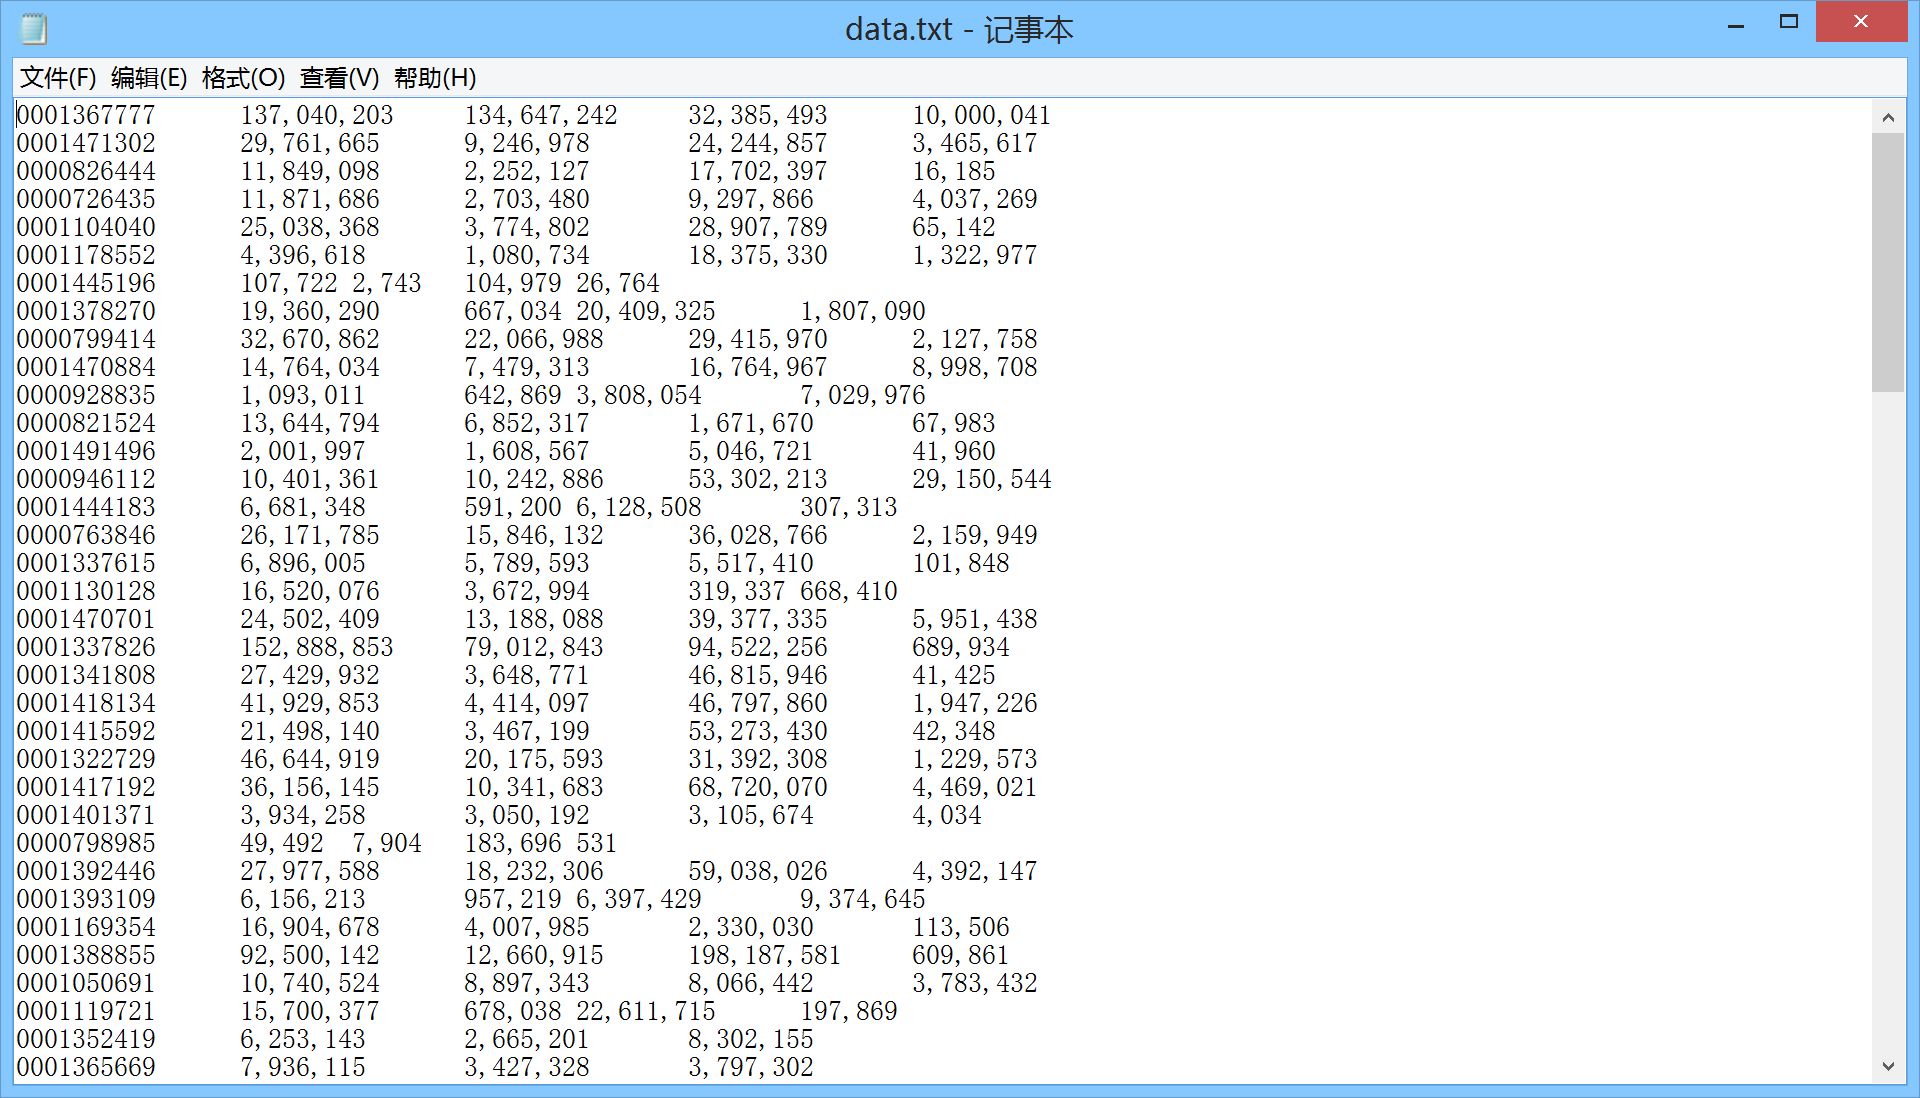 data.txt - 记事本
文件(F) 编辑(E) 格式(O) 查看(V) 帮助(H)
0001367777 137,040,203 134,647,242 32,385,493 10,000,041
0001471302 29,761,665 9,246,978 24,244,857 3,465,617
0000826444 11,849,098 2,252,127 17,702,397 16,185
0000726435 11,871,686 2,703,480 9,297,866 4,037,269
0001104040 25,038,368 3,774,802 28,907,789 65,142
0001178552 4,396,618 1,080,734 18,375,330 1,322,977
0001445196 107,722 2,743 104,979 26,764
0001378270 19,360,290 667,034 20,409,325 1,807,090
0000799414 32,670,862 22,066,988 29,415,970 2,127,758
0001470884 14,764,034 7,479,313 16,764,967 8,998,708
0000928835 1,093,011 642,869 3,808,054 7,029,976
0000821524 13,644,794 6,852,317 1,671,670 67,983
0001491496 2,001,997 1,608,567 5,046,721 41,960
0000946112 10,401,361 10,242,886 53,302,213 29,150,544
0001444183 6,681,348 591,200 6,128,508 307,313
0000763846 26,171,785 15,846,132 36,028,766 2,159,949
0001337615 6,896,005 5,789,593 5,517,410 101,848
0001130128 16,520,076 3,672,994 319,337 668,410
0001470701 24,502,409 13,188,088 39,377,335 5,951,438
0001337826 152,888,853 79,012,843 94,522,256 689,934
0001341808 27,429,932 3,648,771 46,815,946 41,425
0001418134 41,929,853 4,414,097 46,797,860 1,947,226
0001415592 21,498,140 3,467,199 53,273,430 42,348
0001322729 46,644,919 20,175,593 31,392,308 1,229,573
0001417192 36,156,145 10,341,683 68,720,070 4,469,021
0001401371 3,934,258 3,050,192 3,105,674 4,034
0000798985 49,492 7,904 183,696 531
0001392446 27,977,588 18,232,306 59,038,026 4,392,147
0001393109 6,156,213 957,219 6,397,429 9,374,645
0001169354 16,904,678 4,007,985 2,330,030 113,506
0001388855 92,500,142 12,660,915 198,187,581 609,861
0001050691 10,740,524 8,897,343 8,066,442 3,783,432
0001119721 15,700,377 678,038 22,611,715 197,869
0001352419 6,253,143 2,665,201 8,302,155
0001365669 7,936,115 3,427,328 3,797,302